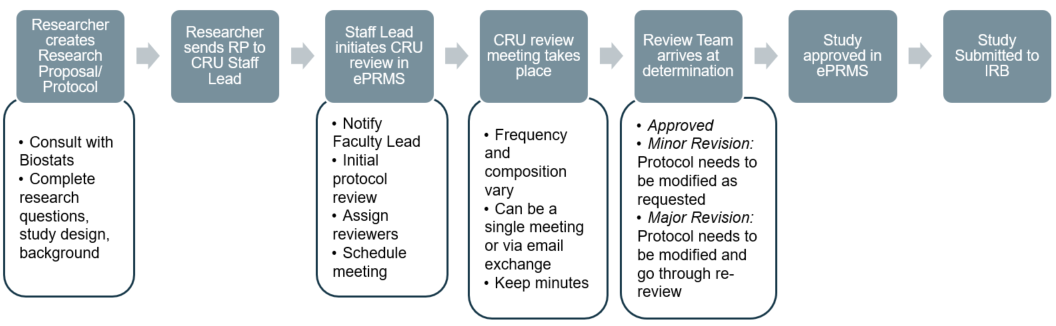 Researcher
creates
Research
Proposal/
Protocol
Researcher
sends RP to
CRU Staff
Lead
Staff Lead
initiates CRU
review in
ePRMS
CRU review
meeting takes
place
Review Team
arrives at
determination
Study
approved in
ePRMS
Study
Submitted to
IRB
• Consult with
Biostats
• Complete
research
questions,
study design,
background
• Notify
Faculty Lead
• Initial
protocol
review
• Assign
reviewers
• Schedule
meeting
• Frequency
and
composition
vary
• Can be a
single meeting
or via email
exchange
• Keep minutes
• Approved
• Minor Revision:
Protocol needs to
be modified as
requested
• Major Revision:
Protocol needs to
be modified and
go through re-
review